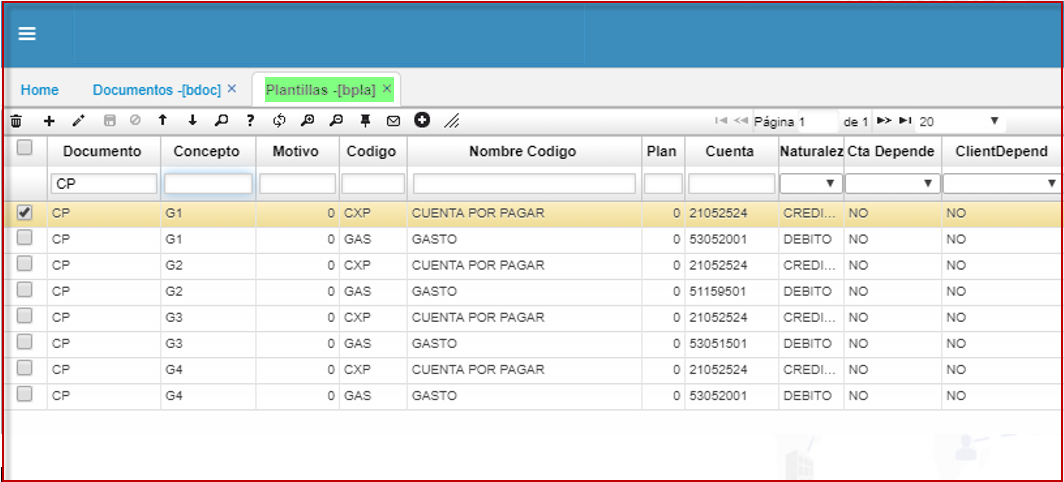 Home Documentos -[bdoc] × Plantillas -[bpla] ×
? Página 1 de 1 20
Documento Concepto Motivo Codigo Nombre Codigo Plan Cuenta Naturalez Cta Depende ClientDepend
CP
CP G1 0 CXP CUENTA POR PAGAR 0 21052524 CREDI... NO NO
CP G1 0 GAS GASTO 0 53052001 DEBITO NO NO
CP G2 0 CXP CUENTA POR PAGAR 0 21052524 CREDI... NO NO
CP G2 0 GAS GASTO 0 51159501 DEBITO NO NO
CP G3 0 CXP CUENTA POR PAGAR 0 21052524 CREDI... NO NO
CP G3 0 GAS GASTO 0 53051501 DEBITO NO NO
CP G4 0 CXP CUENTA POR PAGAR 0 21052524 CREDI... NO NO
CP G4 0 GAS GASTO 0 53052001 DEBITO NO NO